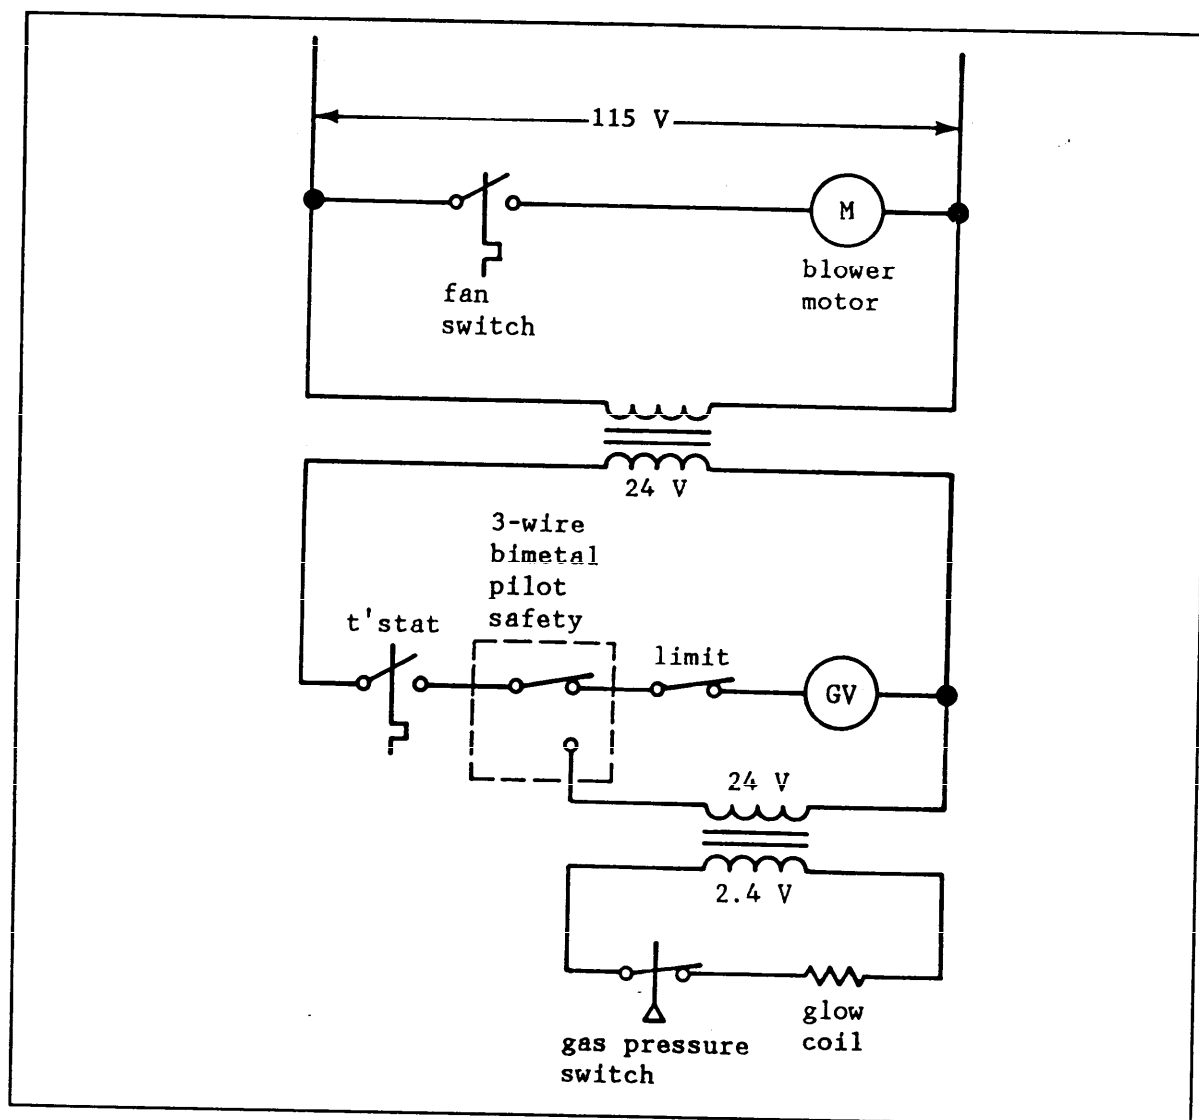 115 V
M
blower
motor
fan
switch
24 V
3-wire
bimetal
pilot
safety
t'stat
limit
GV
24 V
2.4 V
glow
coil
gas pressure
switch